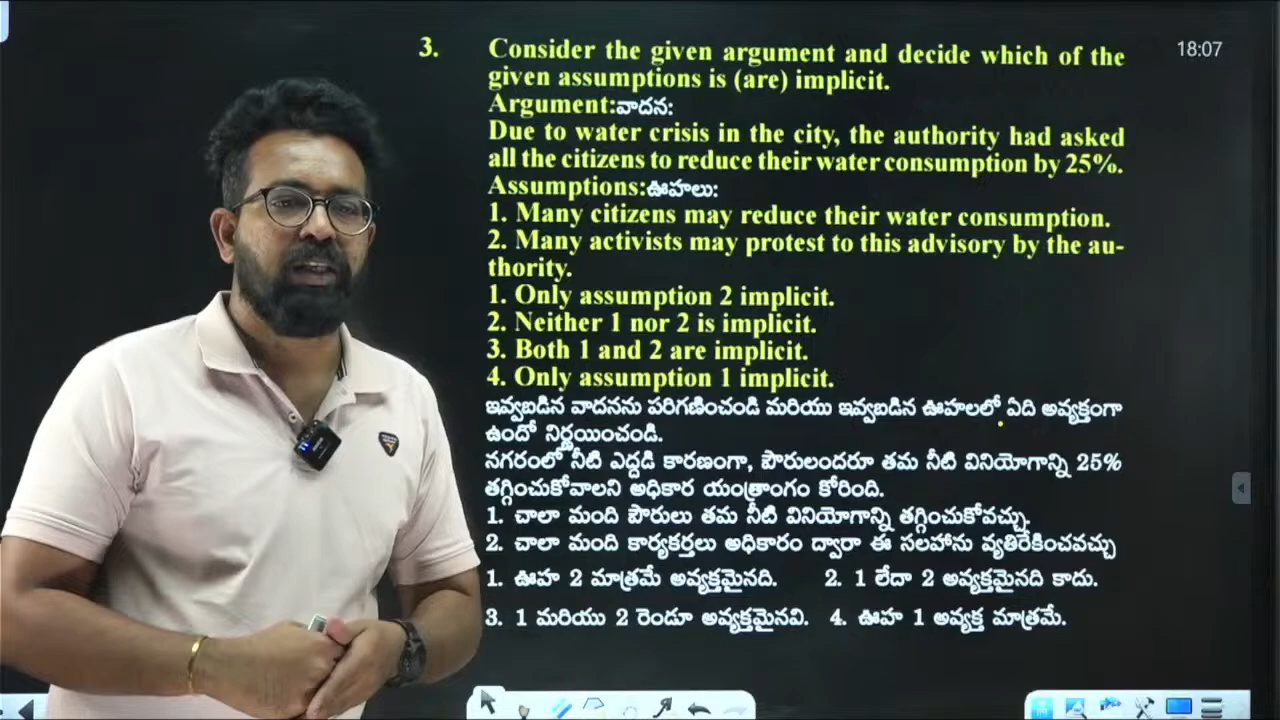 18:07
3. Consider the given argument and decide which of the
given assumptions is (are) implicit.
Argument:వాదన:
Due to water crisis in the city, the authority had asked
all the citizens to reduce their water consumption by 25%.
Assumptions:ఊహలు:
1. Many citizens may reduce their water consumption.
2. Many activists may protest to this advisory by the au-
thority.
1. Only assumption 2 implicit.
2. Neither 1 nor 2 is implicit.
3. Both 1 and 2 are implicit.
4. Only assumption 1 implicit.
ఇవ్వబడిన వాదనను పరిగణించండి మరియు ఇవ్వబడిన ఊహలలో ఏది అవ్యక్తంగా
ఉందో నిర్ణయించండి.
నగరంలో నీటి ఎద్దడి కారణంగా, పౌరులందరూ తమ నీటి వినియోగాన్ని 25%
తగ్గించుకోవాలని అధికార యంత్రాంగం కోరింది.
1. చాలా మంది పౌరులు తమ నీటి వినియోగాన్ని తగ్గించుకోవచ్చు.
2. చాలా మంది కార్యకర్తలు అధికారం ద్వారా ఈ సలహాను వ్యతిరేకించవచ్చు
1. ఊహ 2 మాత్రమే అవ్యక్తమైనది. 2. 1 లేదా 2 అవ్యక్తమైనది కాదు.
3. 1 మరియు 2 రెండూ అవ్యక్తమైనవి. 4. ఊహ 1 అవ్యక్త మాత్రమే.